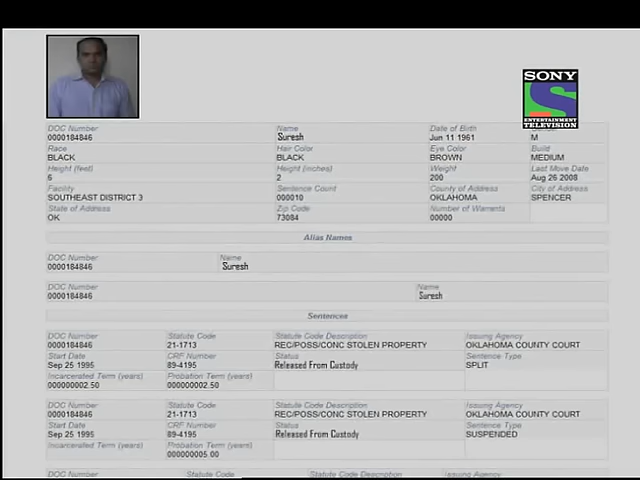 SONY
ENTERTAINMENT
TELEVISION
DOC Number Name Date of Birth
0000184846 Suresh Jun 11 1961 M
Race Hair Color Eye Color Build
BLACK BLACK BROWN MEDIUM
Height (feet) Height (inches) Weight Last Move Date
6 2 200 Aug 26 2008
Facility Sentence Count County of Address City of Address
SOUTHEAST DISTRICT 3 000010 OKLAHOMA SPENCER
State of Address Zip Code Number of Warrants
OK 73084 00000
Alias Names
DOC Number Name
0000184846 Suresh
DOC Number Name
0000184846 Suresh
Sentences
DOC Number Statute Code Statute Code Description Issuing Agency
0000184846 21-1713 REC/POSS/CONC STOLEN PROPERTY OKLAHOMA COUNTY COURT
Start Date CRF Number Status Sentence Type
Sep 25 1995 89-4195 Released From Custody SPLIT
Incarcerated Term (years) Probation Term (years)
000000002.50 000000002.50
DOC Number Statute Code Statute Code Description Issuing Agency
0000184846 21-1713 REC/POSS/CONC STOLEN PROPERTY OKLAHOMA COUNTY COURT
Start Date CRF Number Status Sentence Type
Sep 25 1995 89-4195 Released From Custody SUSPENDED
Incarcerated Term (years) Probation Term (years)
000000005.00
DOC Number Statute Code Statute Code Description Issuing Agency